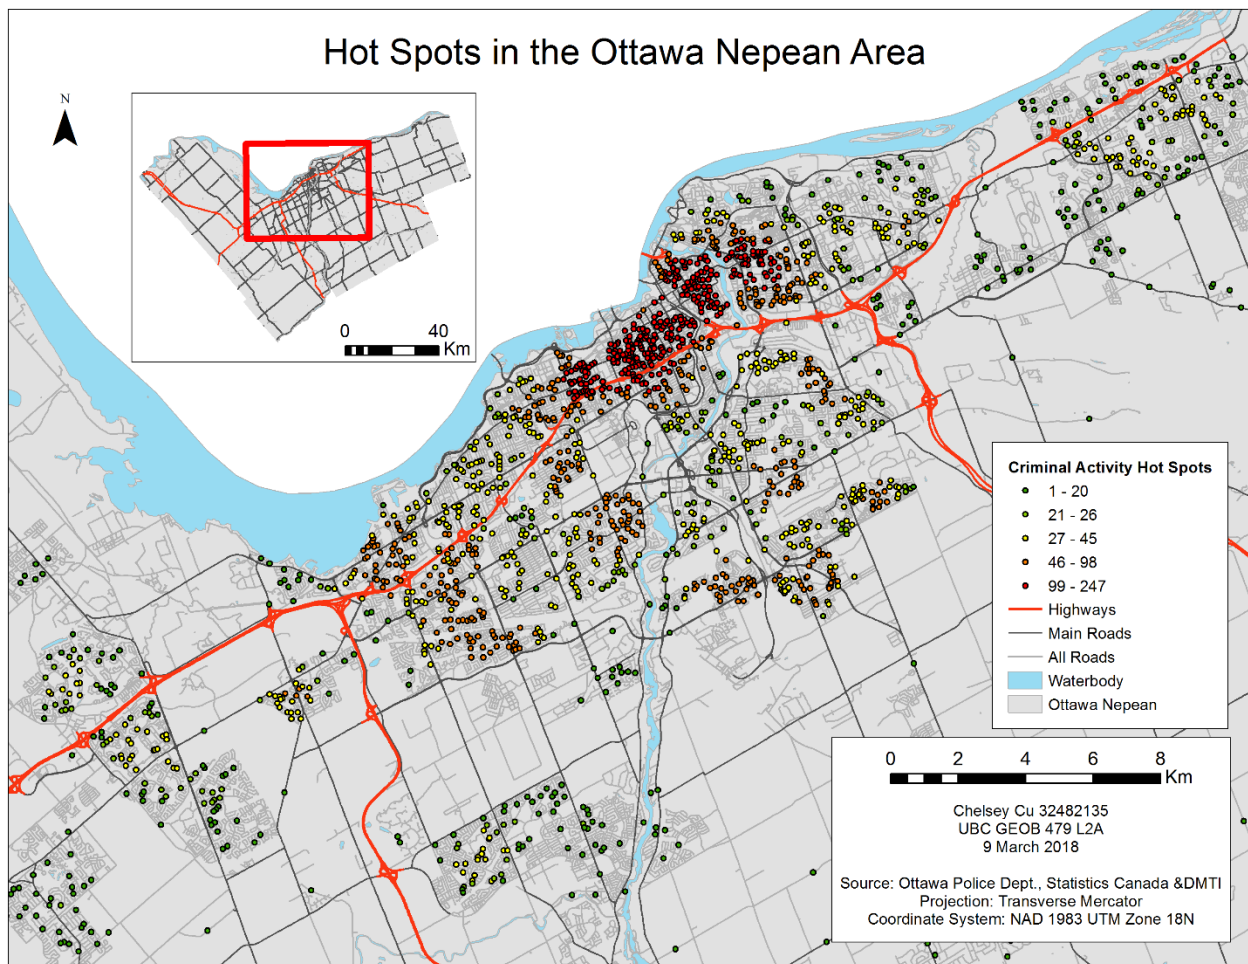 Hot Spots in the Ottawa Nepean Area
N
0 40
Km
Criminal Activity Hot Spots
1 - 20
21 - 26
27 - 45
46 - 98
99 - 247
Highways
Main Roads
All Roads
Waterbody
Ottawa Nepean
0 2 4 6 8
Km
Chelsey Cu 32482135
UBC GEOB 479 L2A
9 March 2018
Source: Ottawa Police Dept., Statistics Canada &DMTI
Projection: Transverse Mercator
Coordinate System: NAD 1983 UTM Zone 18N